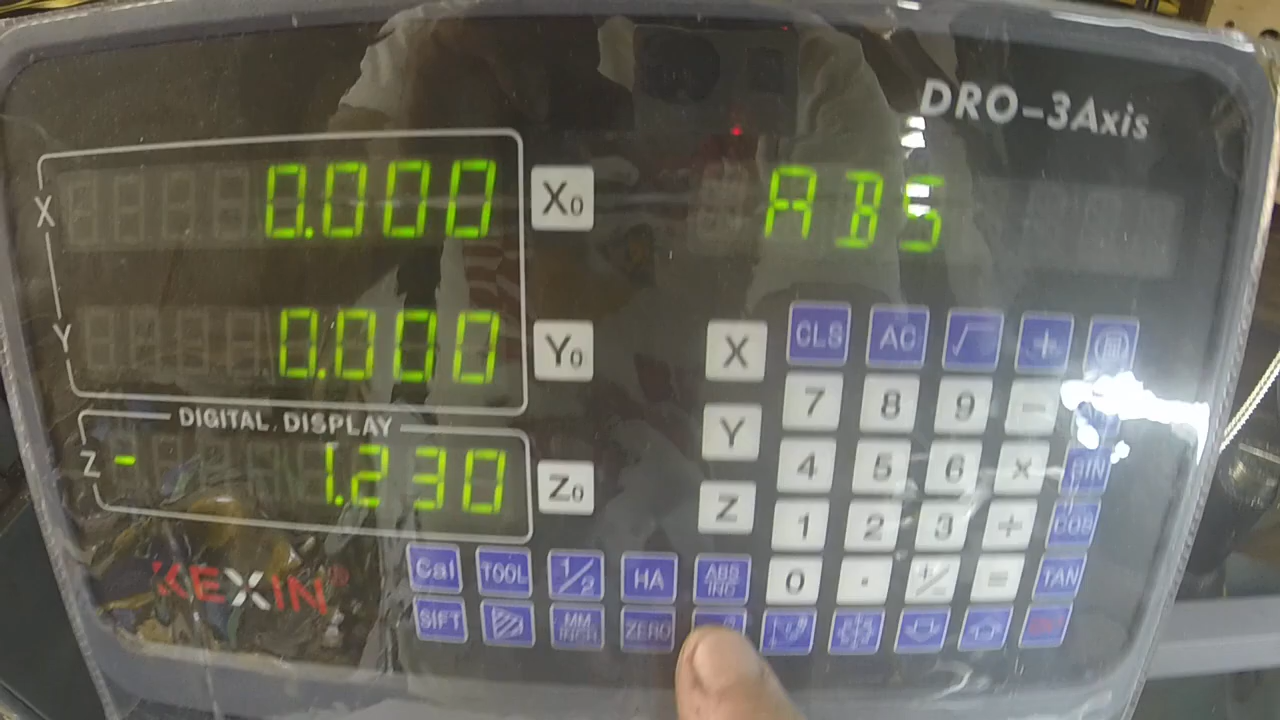 DRO-3Axis
X 0.000 X0 ABS
Y 0.000 Y0
DIGITAL DISPLAY
Z - 1.230 Z0
X CLS AC √ +
7 8 9 −
Y
4 5 6 × SIN
Z
1 2 3 ÷ COS
KEXIN®
Cal TOOL 1/2 HA ABS INC 0 . +/− = TAN
SIFT MM INCH ZERO